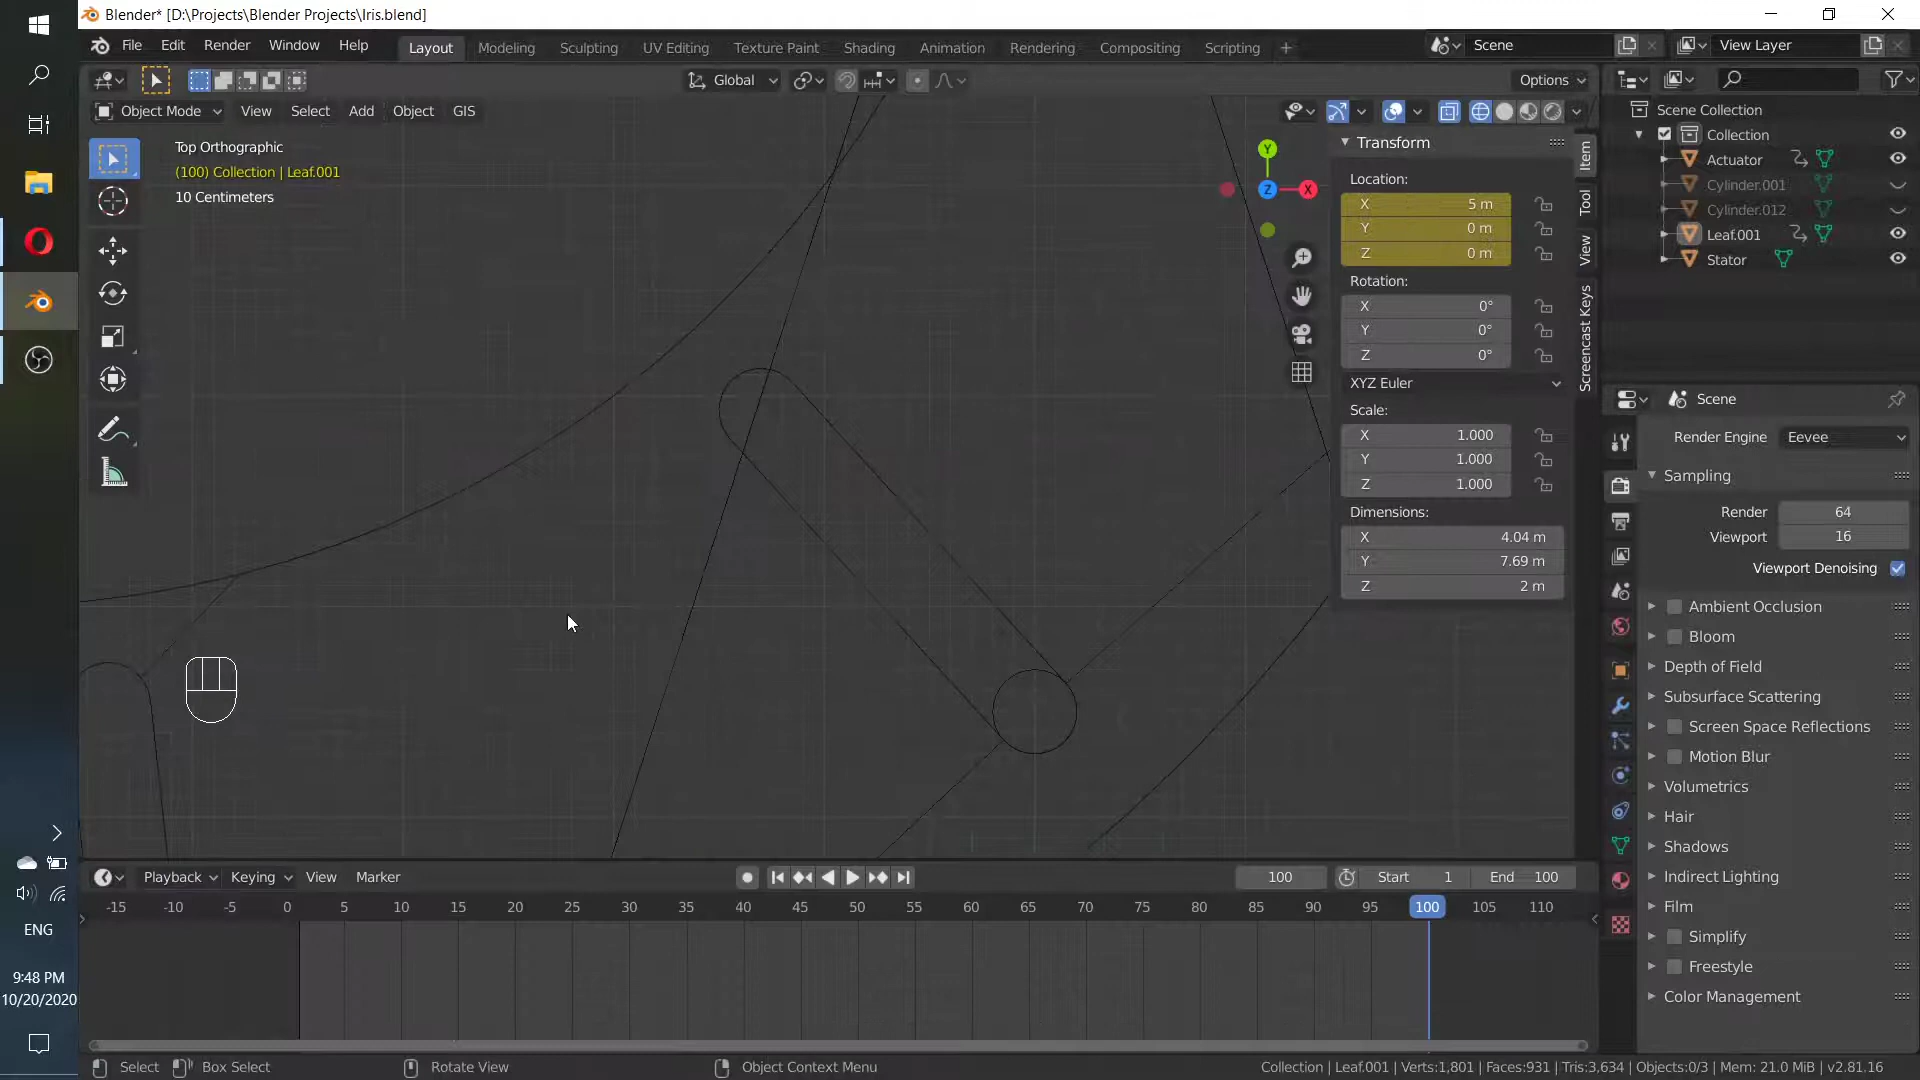 Blender* [D:\Projects\Blender Projects\Iris.blend]
File Edit Render Window Help Layout Modeling Sculpting UV Editing Texture Paint Shading Animation Rendering Compositing Scripting + Scene View Layer
Global Options
Object Mode View Select Add Object GIS
Top Orthographic
(100) Collection | Leaf.001
10 Centimeters
Y
Z
X
Transform
Location:
X 5 m
Y 0 m
Z 0 m
Rotation:
X 0°
Y 0°
Z 0°
XYZ Euler
Scale:
X 1.000
Y 1.000
Z 1.000
Dimensions:
X 4.04 m
Y 7.69 m
Z 2 m
Item
Tool
View
Screencast Keys
Scene Collection
Collection
Actuator
Cylinder.001
Cylinder.012
Leaf.001
Stator
Scene
Render Engine Eevee
Sampling
Render 64
Viewport 16
Viewport Denoising
Ambient Occlusion
Bloom
Depth of Field
Subsurface Scattering
Screen Space Reflections
Motion Blur
Volumetrics
Hair
Shadows
Indirect Lighting
Film
Simplify
Freestyle
Color Management
Playback Keying View Marker 100 Start 1 End 100
-15 -10 -5 0 5 10 15 20 25 30 35 40 45 50 55 60 65 70 75 80 85 90 95 100 105 110
ENG
9:48 PM
10/20/2020
Select Box Select Rotate View Object Context Menu Collection | Leaf.001 | Verts:1,801 | Faces:931 | Tris:3,634 | Objects:0/3 | Mem: 21.0 MiB | v2.81.16